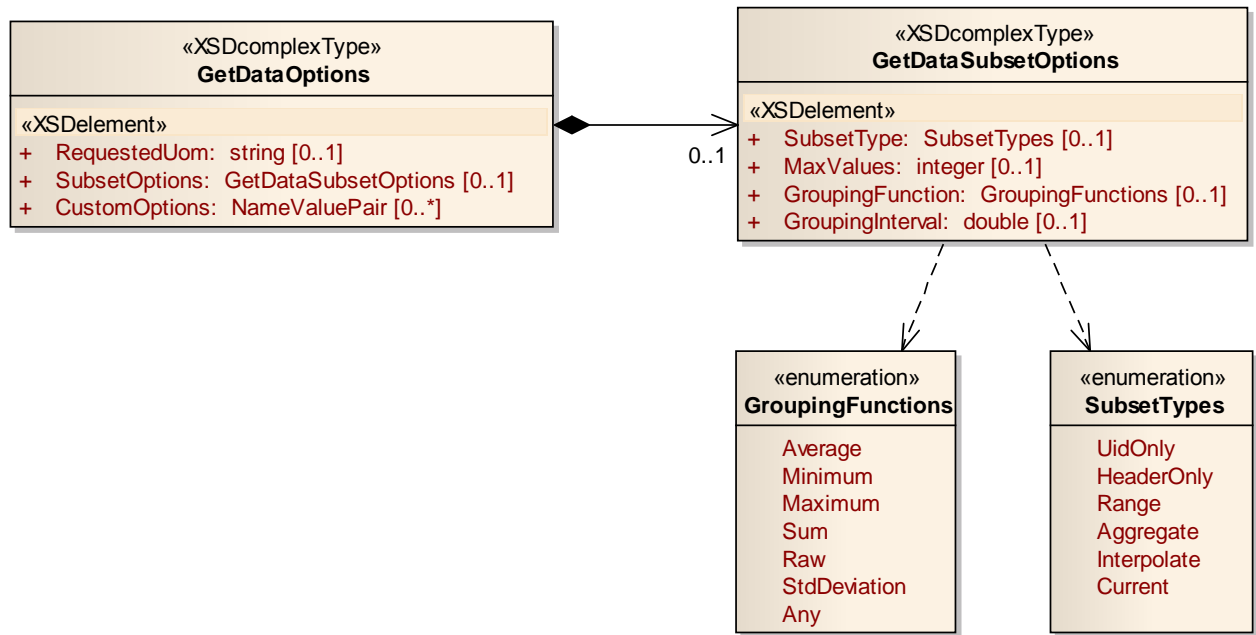 «XSDcomplexType»
GetDataOptions
«XSDelement»
+ RequestedUom: string [0..1]
+ SubsetOptions: GetDataSubsetOptions [0..1]
+ CustomOptions: NameValuePair [0..*]
0..1
«XSDcomplexType»
GetDataSubsetOptions
«XSDelement»
+ SubsetType: SubsetTypes [0..1]
+ MaxValues: integer [0..1]
+ GroupingFunction: GroupingFunctions [0..1]
+ GroupingInterval: double [0..1]
«enumeration»
GroupingFunctions
Average
Minimum
Maximum
Sum
Raw
StdDeviation
Any
«enumeration»
SubsetTypes
UidOnly
HeaderOnly
Range
Aggregate
Interpolate
Current